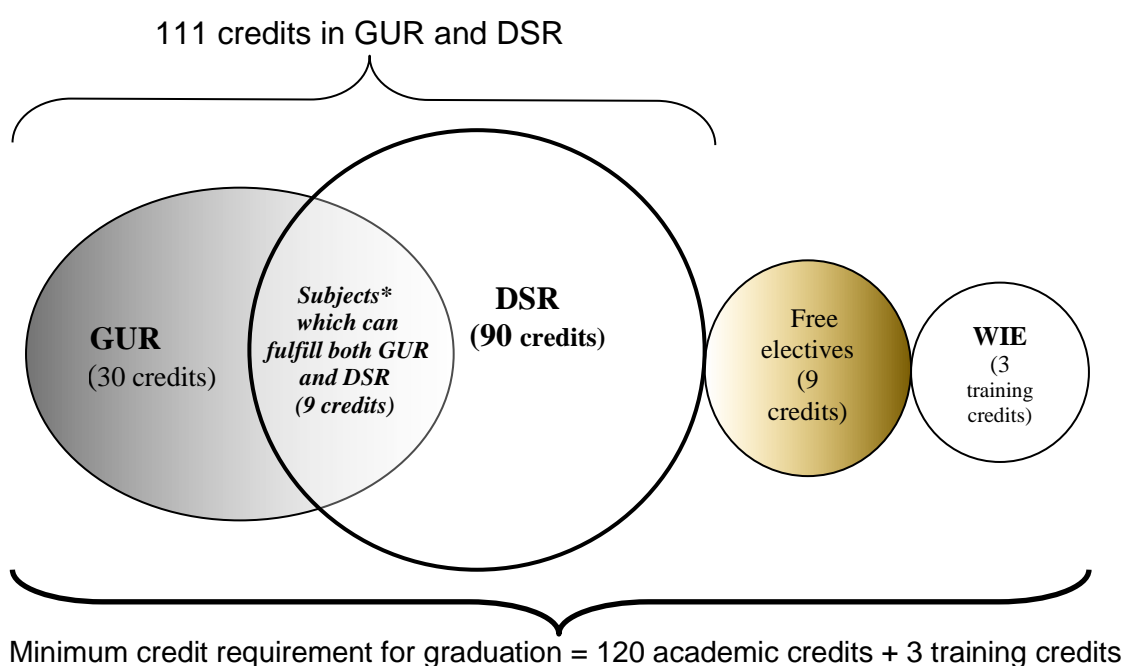 111 credits in GUR and DSR
GUR
(30 credits)
Subjects*
which can
fulfill both GUR
and DSR
(9 credits)
DSR
(90 credits)
Free
electives
(9
credits)
WIE
(3
training
credits)
Minimum credit requirement for graduation = 120 academic credits + 3 training credits